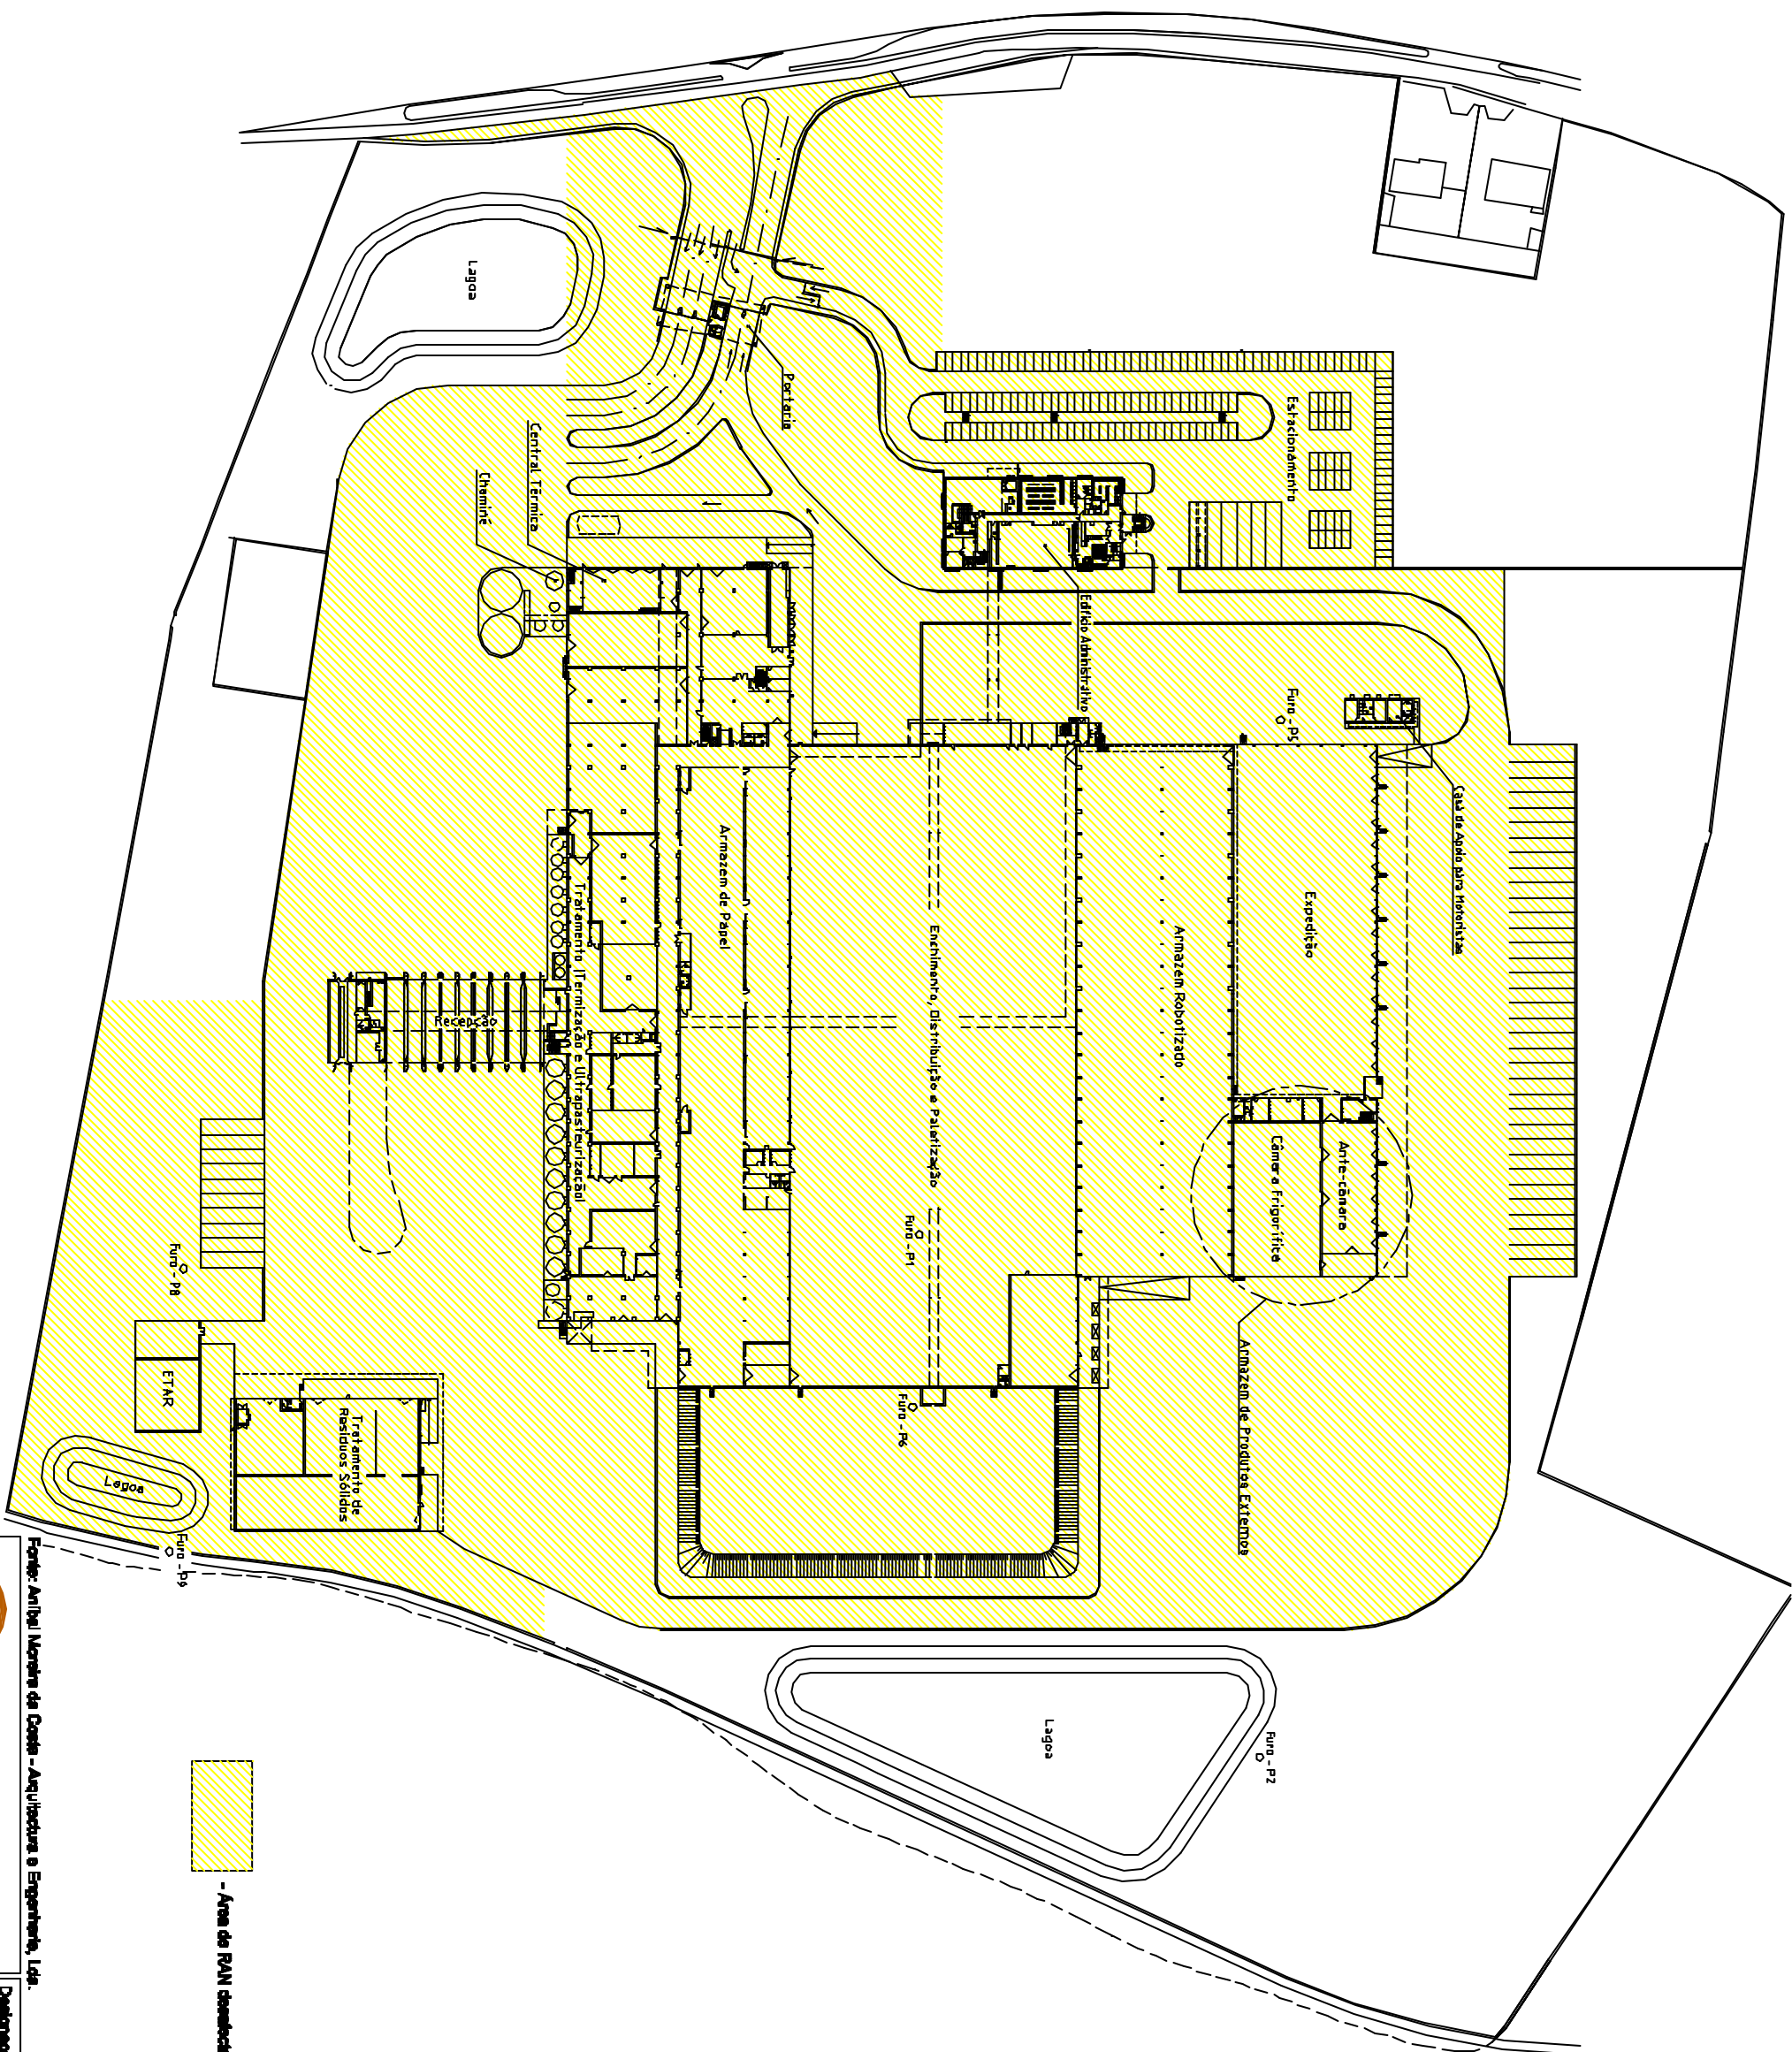 Lagoa
Portaria
Estacionamento
Central Térmica
Chaminé
Edifício Administrativo
Furo - P5
Casa de Apoio para Motoristas
Armazem de Papel
Tratamento (Termização e Ultrapasteurização)
Enchimento, Distribuição e Paletização
Armazem Robotizado
Expedição
Recepção
Câmara Frigorífica
Ante-câmara
Furo - P1
Furo - P8
ETAR
Tratamento de
Residuos Sólidos
Furo - P6
Armazem de Produtos Externos
Lagoa
Furo - P9
Lagoa
Furo - P2
Fonte: Aníbal Moreira da Costa - Arquitectura e Engenharia, Lda.
- Área de RAN